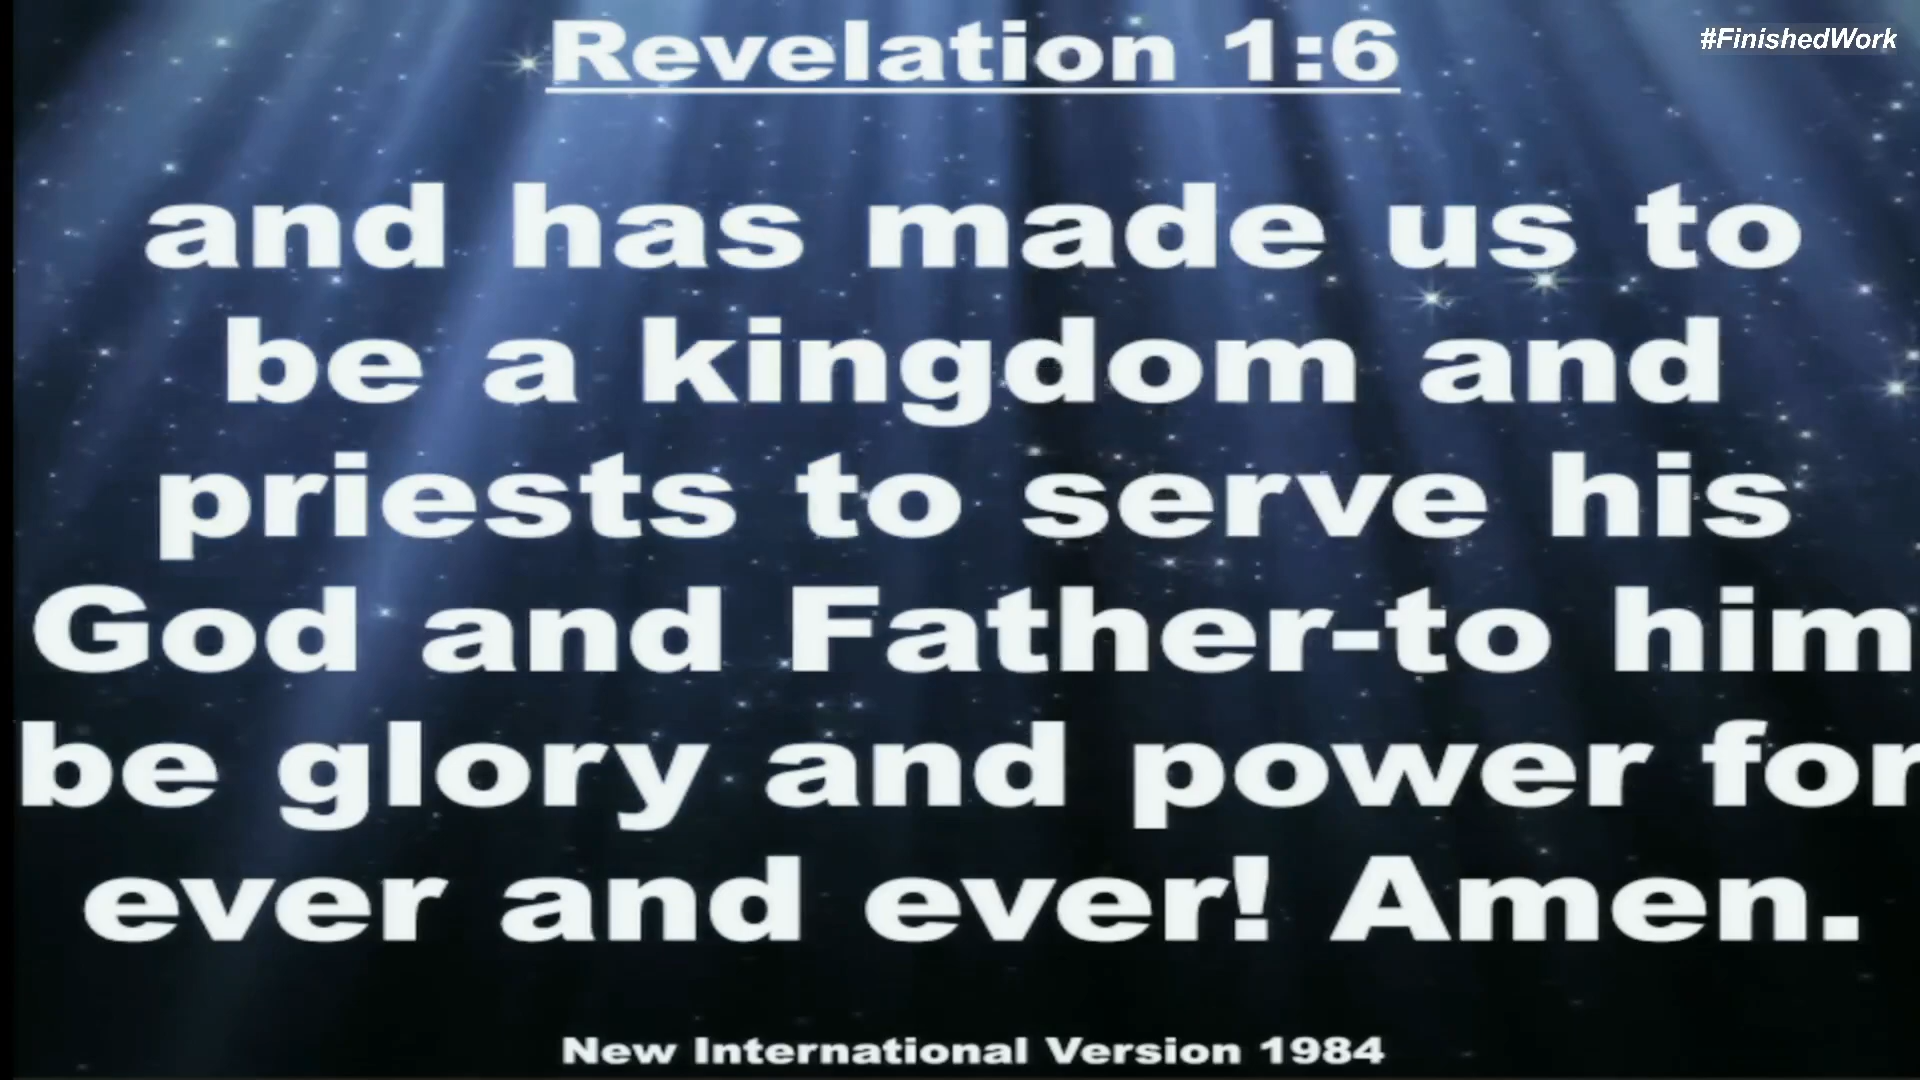 Revelation 1:6
#FinishedWork
and has made us to
be a kingdom and
priests to serve his
God and Father-to him
be glory and power for
ever and ever! Amen.
New International Version 1984